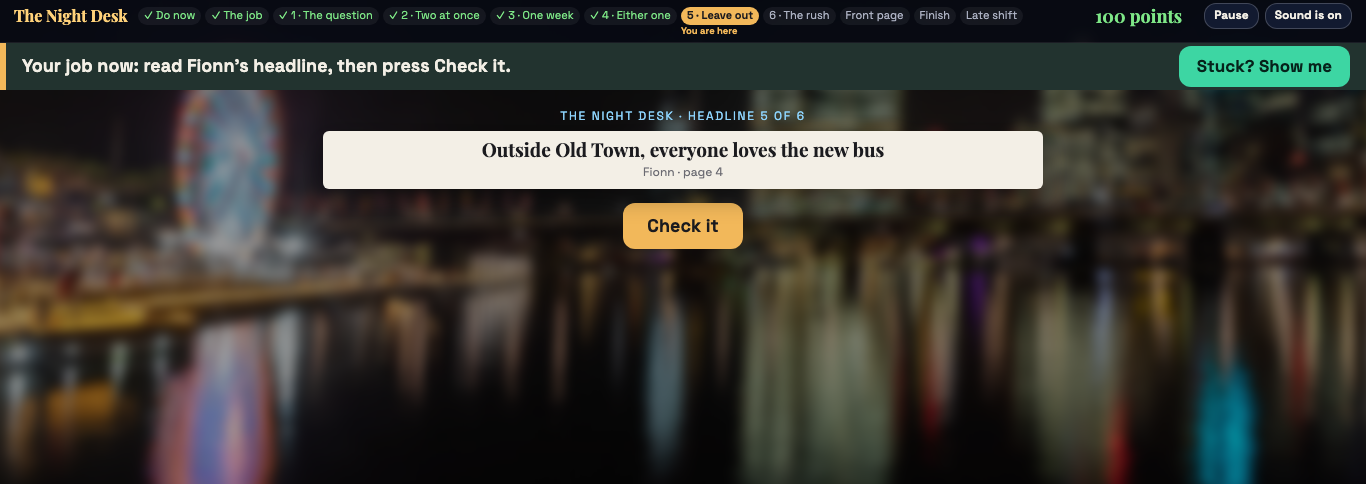 The Night Desk
✓ Do now
✓ The job
✓ 1 · The question
✓ 2 · Two at once
✓ 3 · One week
✓ 4 · Either one
5 · Leave out
6 · The rush
Front page
Finish
Late shift
You are here
100 points
Pause
Sound is on
Your job now: read Fionn's headline, then press Check it.
Stuck? Show me
THE NIGHT DESK · HEADLINE 5 OF 6
Outside Old Town, everyone loves the new bus
Fionn · page 4
Check it